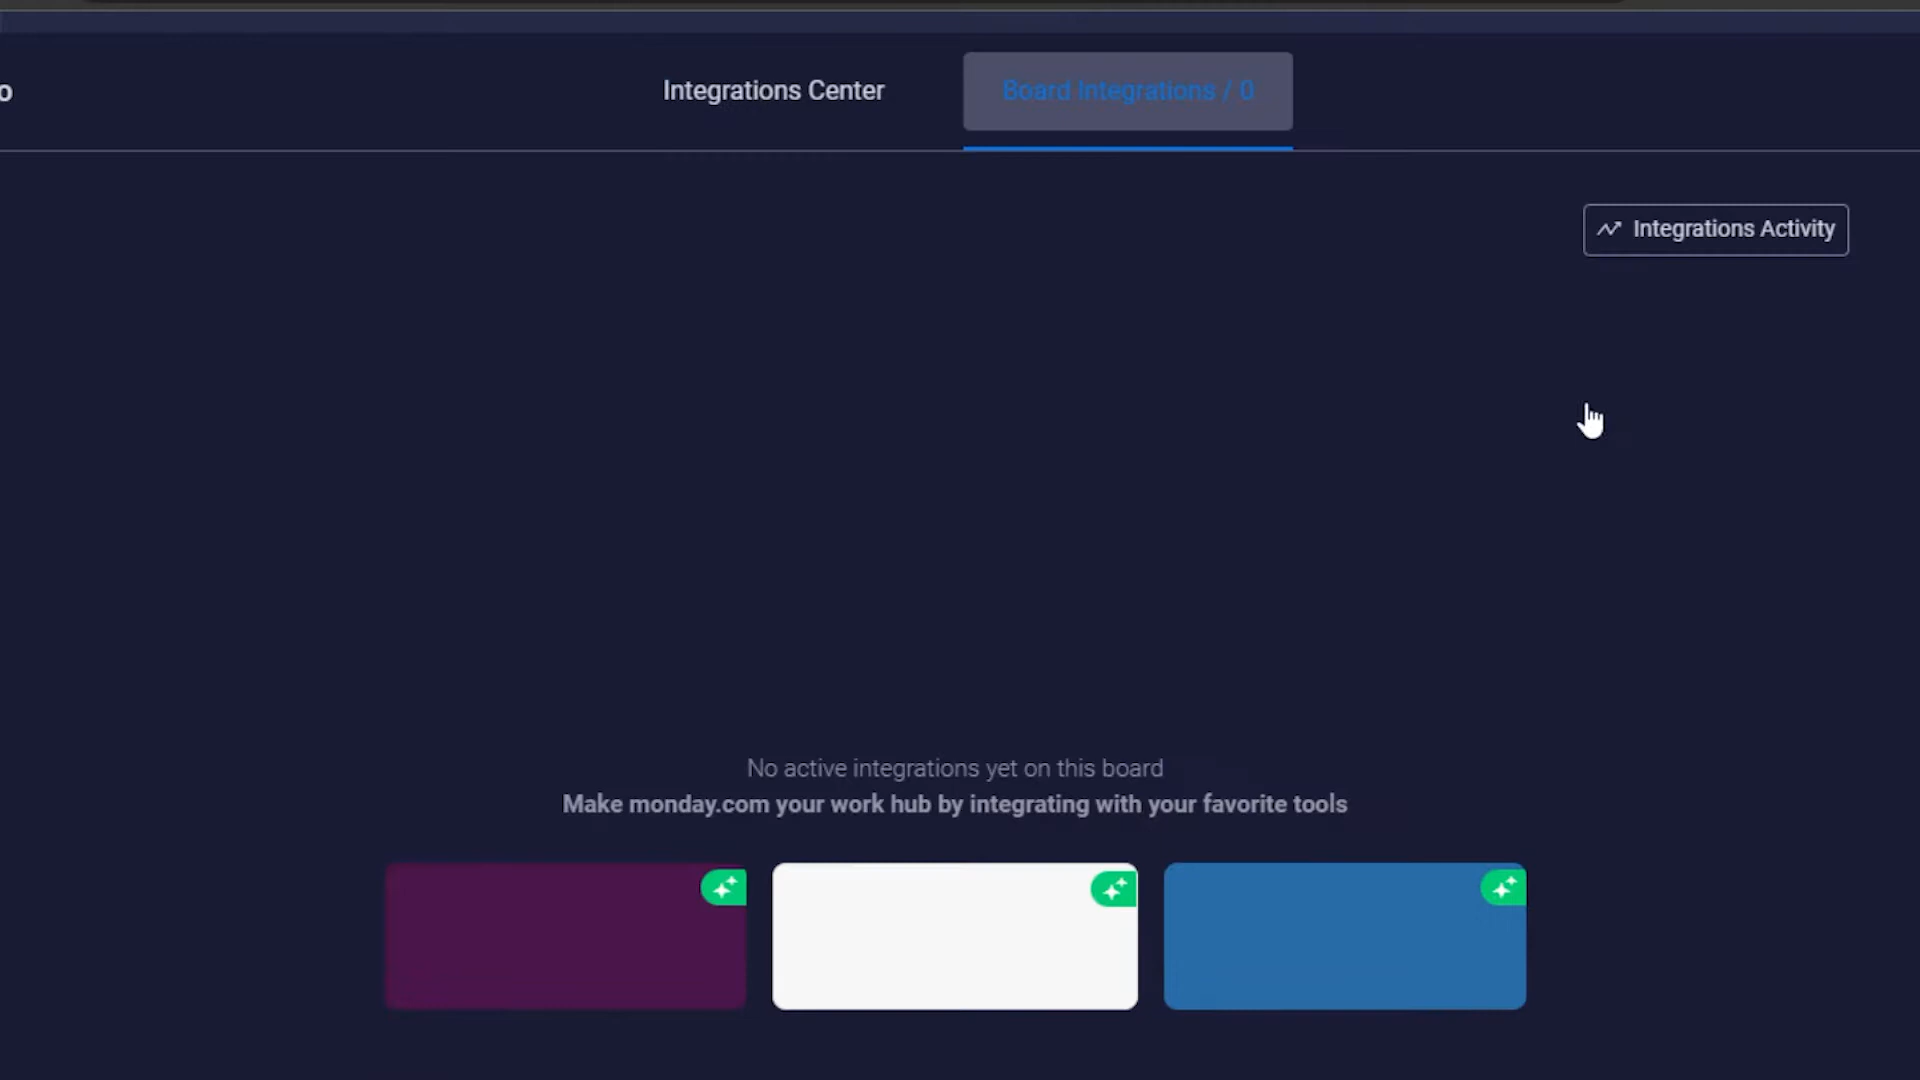 o
Integrations Center
Board Integrations / 0
Integrations Activity
No active integrations yet on this board
Make monday.com your work hub by integrating with your favorite tools